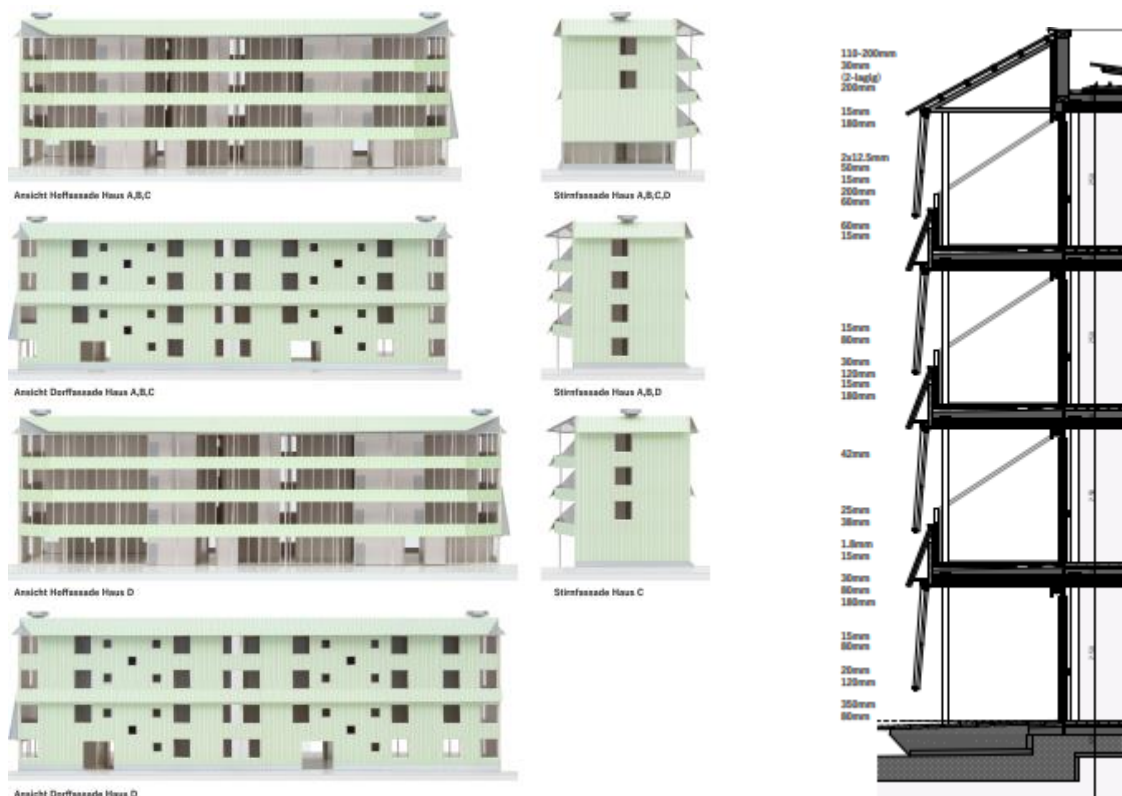 Ansicht Hoffassade Haus A,B,C
Stirnfassade Haus A,B,C,D
Ansicht Dorffassade Haus A,B,C
Stirnfassade Haus A,B,D
Ansicht Hoffassade Haus D
Stirnfassade Haus C
Ansicht Dorffassade Haus D
110-200mm
30mm
(2-lagig)
200mm
15mm
180mm
2x12.5mm
50mm
15mm
200mm
60mm
60mm
15mm
15mm
80mm
30mm
120mm
15mm
180mm
42mm
25mm
38mm
1.8mm
15mm
30mm
80mm
180mm
15mm
80mm
20mm
120mm
350mm
80mm